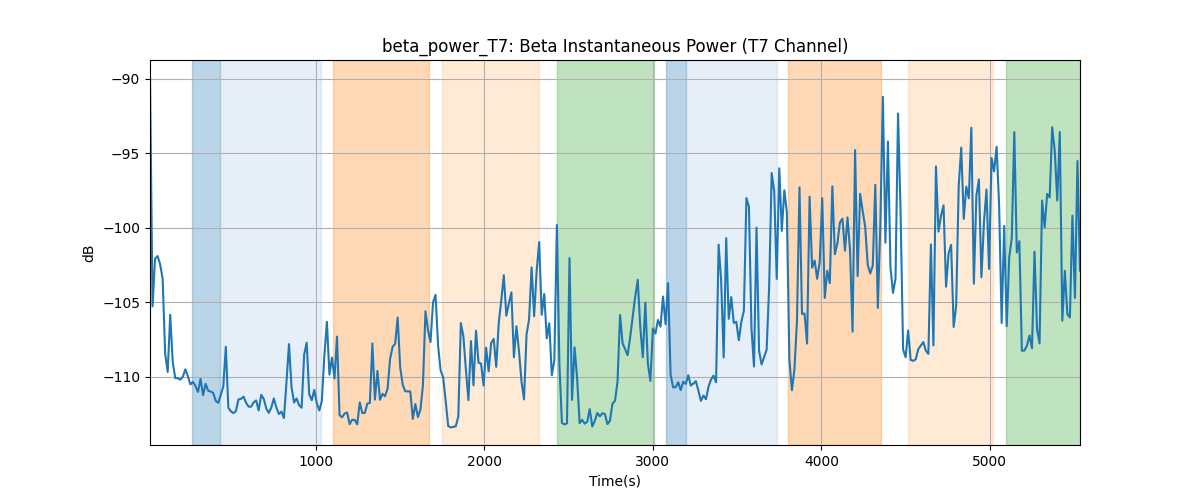 beta_power_T7: Beta Instantaneous Power (T7 Channel)
−90
−95
−100
−105
−110
dB
1000 2000 3000 4000 5000
Time(s)